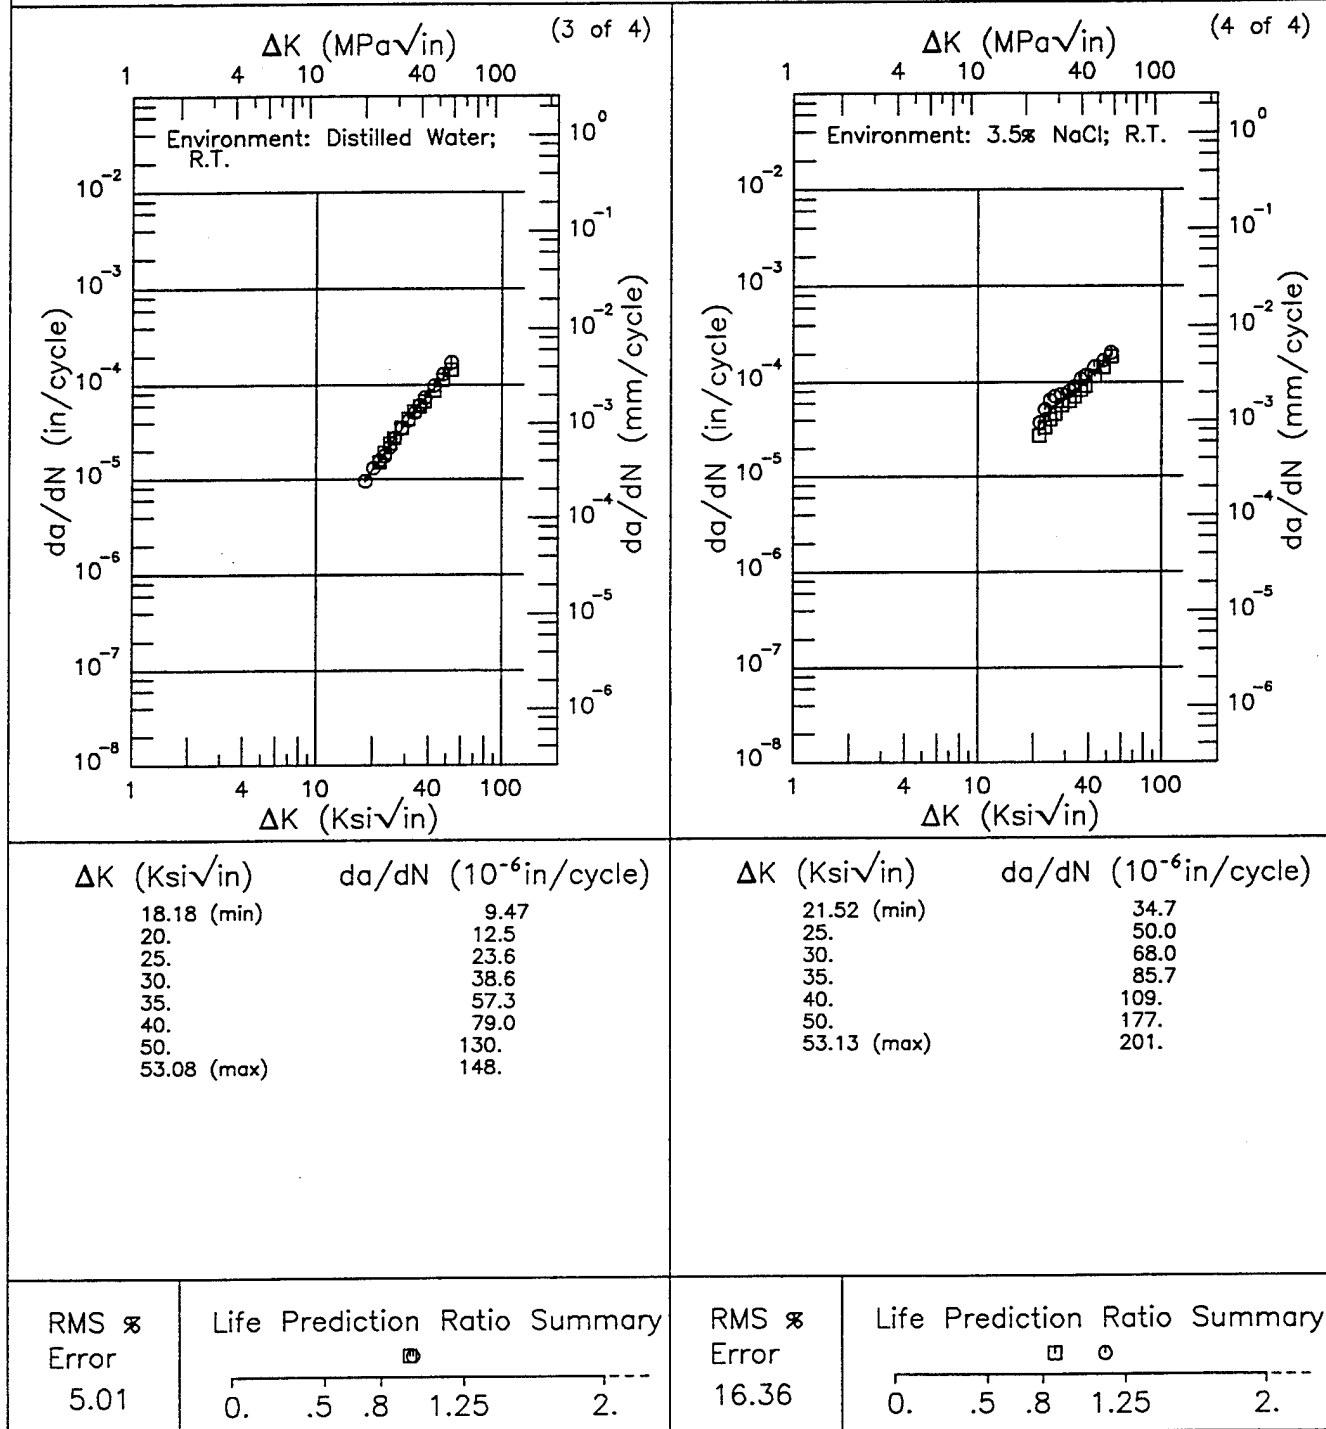 (3 of 4)
ΔK (MPa√in)
1 4 10 40 100
Environment: Distilled Water;
R.T.
10⁰
10⁻¹
10⁻²
10⁻³
10⁻⁴
10⁻⁵
10⁻⁶
da/dN (mm/cycle)
10⁻²
10⁻³
10⁻⁴
10⁻⁵
10⁻⁶
10⁻⁷
10⁻⁸
da/dN (in/cycle)
1 4 10 40 100
ΔK (Ksi√in)
ΔK (Ksi√in) da/dN (10⁻⁶in/cycle)
18.18 (min) 9.47
20. 12.5
25. 23.6
30. 38.6
35. 57.3
40. 79.0
50. 130.
53.08 (max) 148.
RMS %
Error
5.01
Life Prediction Ratio Summary
0. .5 .8 1.25 2.
(4 of 4)
ΔK (MPa√in)
1 4 10 40 100
Environment: 3.5% NaCl; R.T.
10⁰
10⁻¹
10⁻²
10⁻³
10⁻⁴
10⁻⁵
10⁻⁶
da/dN (mm/cycle)
10⁻²
10⁻³
10⁻⁴
10⁻⁵
10⁻⁶
10⁻⁷
10⁻⁸
da/dN (in/cycle)
1 4 10 40 100
ΔK (Ksi√in)
ΔK (Ksi√in) da/dN (10⁻⁶in/cycle)
21.52 (min) 34.7
25. 50.0
30. 68.0
35. 85.7
40. 109.
50. 177.
53.13 (max) 201.
RMS %
Error
16.36
Life Prediction Ratio Summary
0. .5 .8 1.25 2.